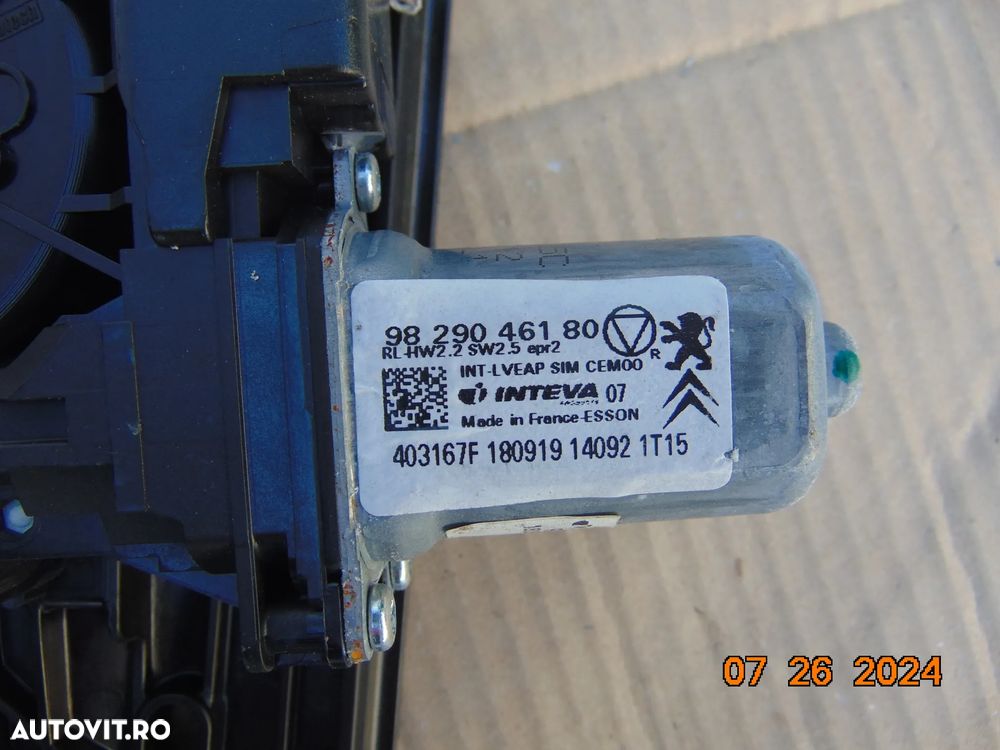 98 290 461 80
RL-HW2.2 SW2.5 epr2
R
INT-LVEAP SIM CEM00
INTEVA 07
Made in France-ESSON
403167F 180919 14092 1T15
07 26 2024
AUTOVIT.RO